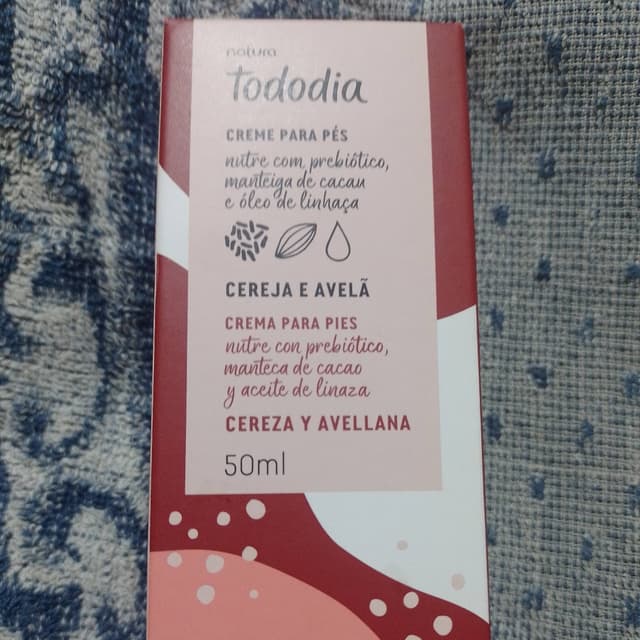 natura
Tododia
CREME PARA PÉS
nutre com prebiótico,
manteiga de cacau
e óleo de linhaça
CEREJA E AVELÃ
CREMA PARA PIES
nutre con prebiótico,
manteca de cacao
y aceite de linaza
CEREZA Y AVELLANA
50ml